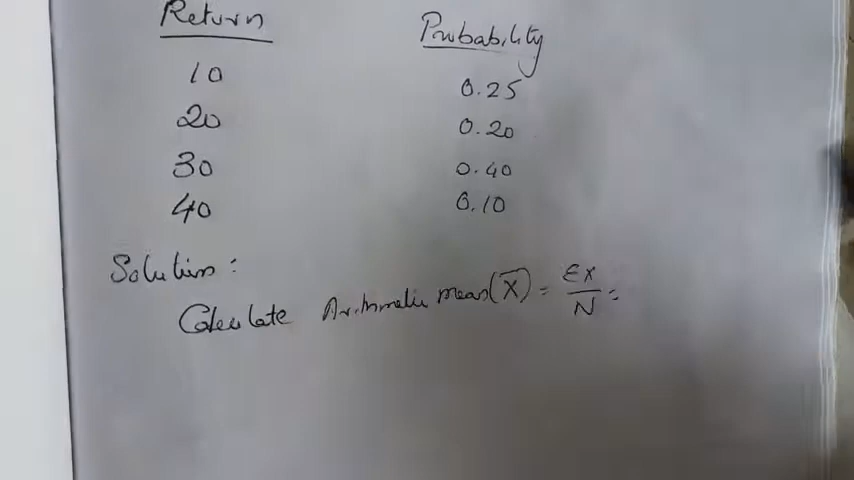 Return Probability
10 0.25
20 0.20
30 0.40
40 0.10
Solution :
Calculate Arithmetic mean (X̅) = ΣX / N =